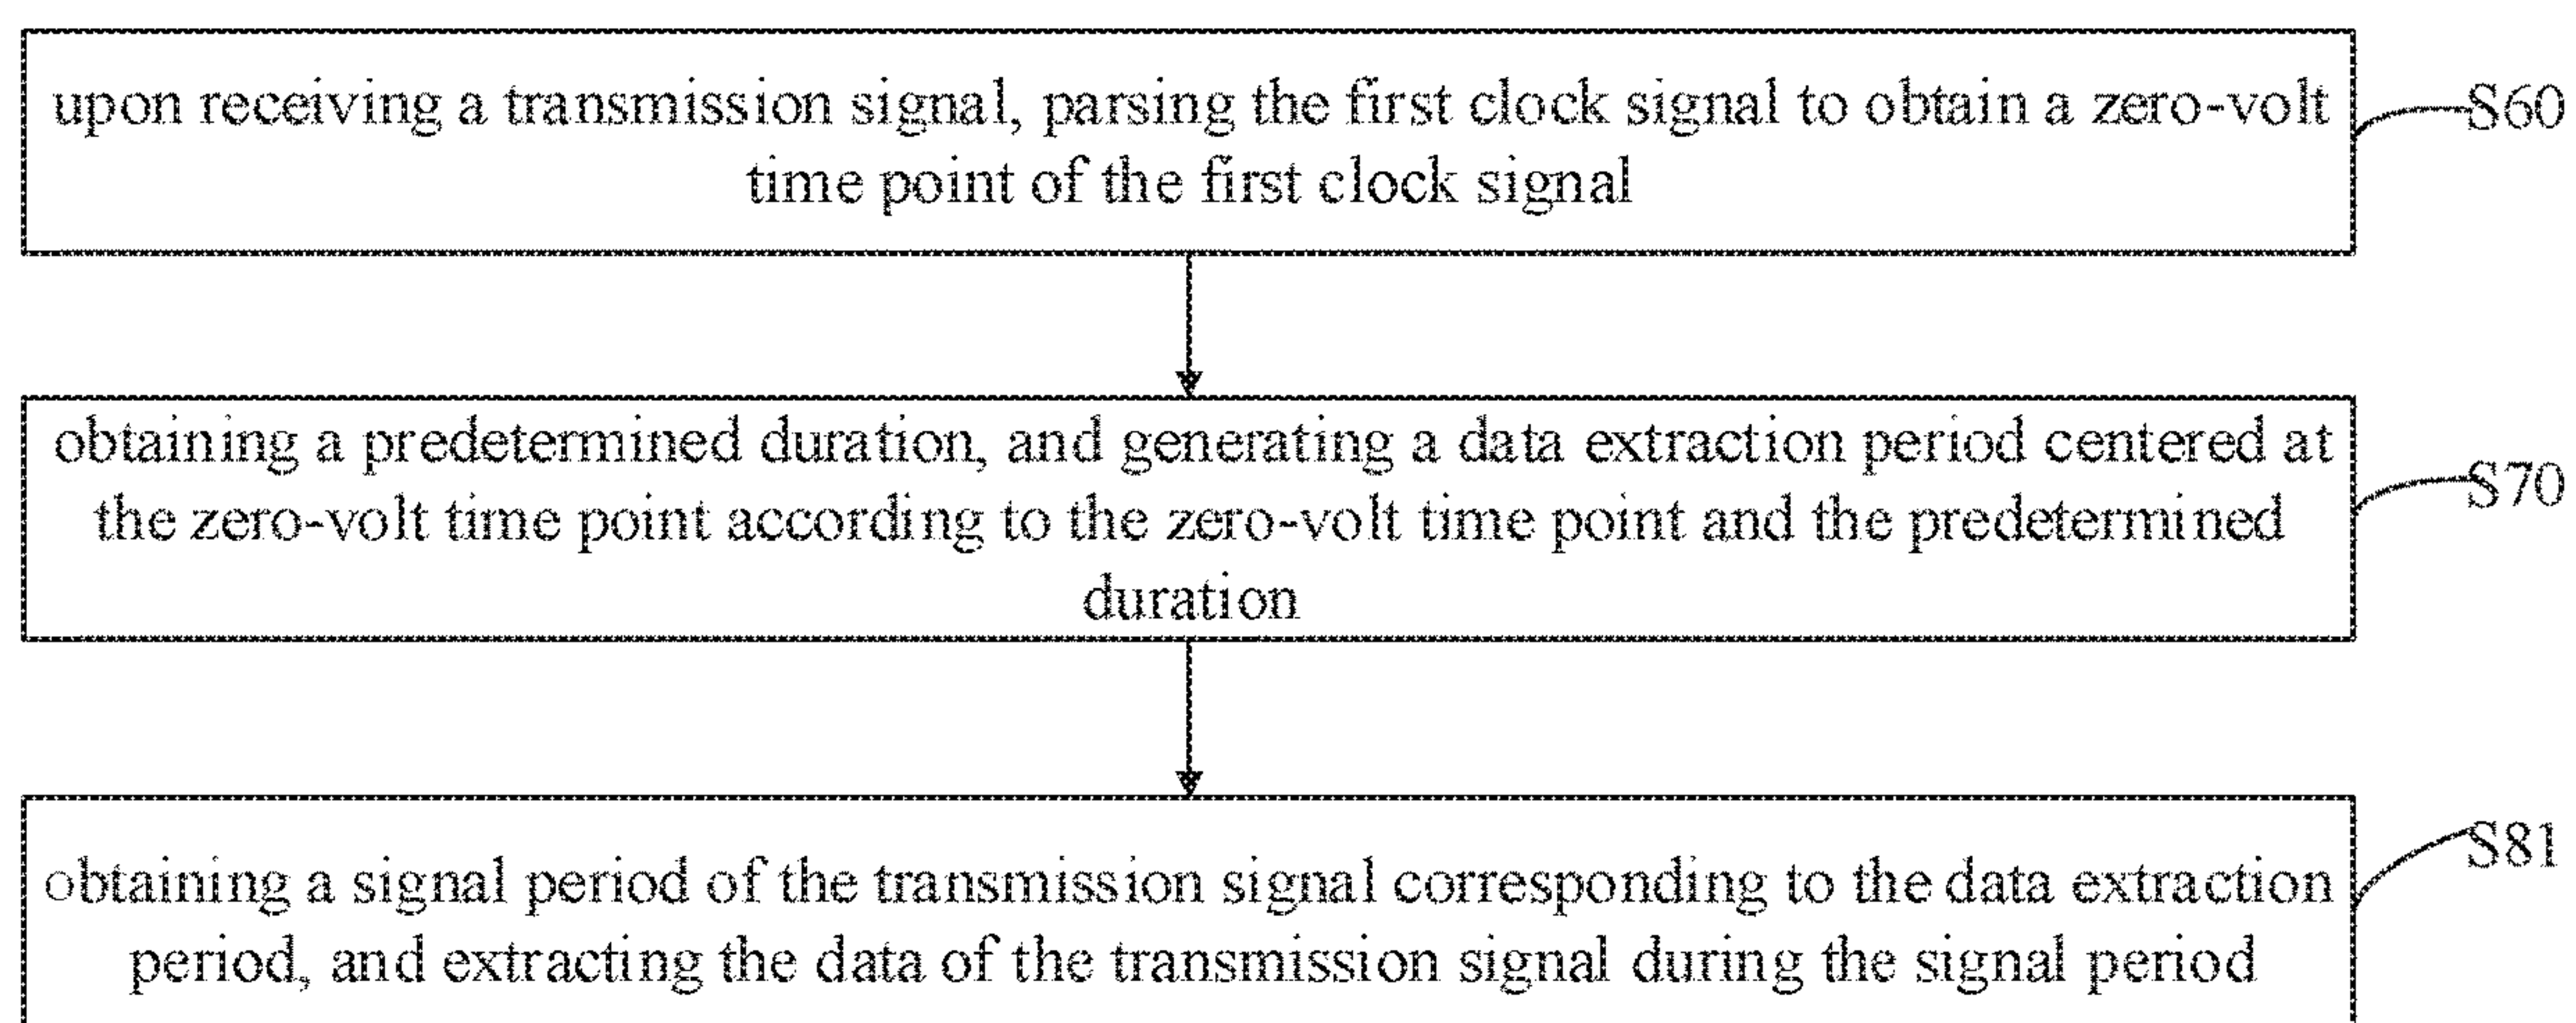 upon receiving a transmission signal, parsing the first clock signal to obtain a zero-volt
time point of the first clock signal
S60
obtaining a predetermined duration, and generating a data extraction period centered at
the zero-volt time point according to the zero-volt time point and the predetermined
duration
S70
obtaining a signal period of the transmission signal corresponding to the data extraction
period, and extracting the data of the transmission signal during the signal period
S81